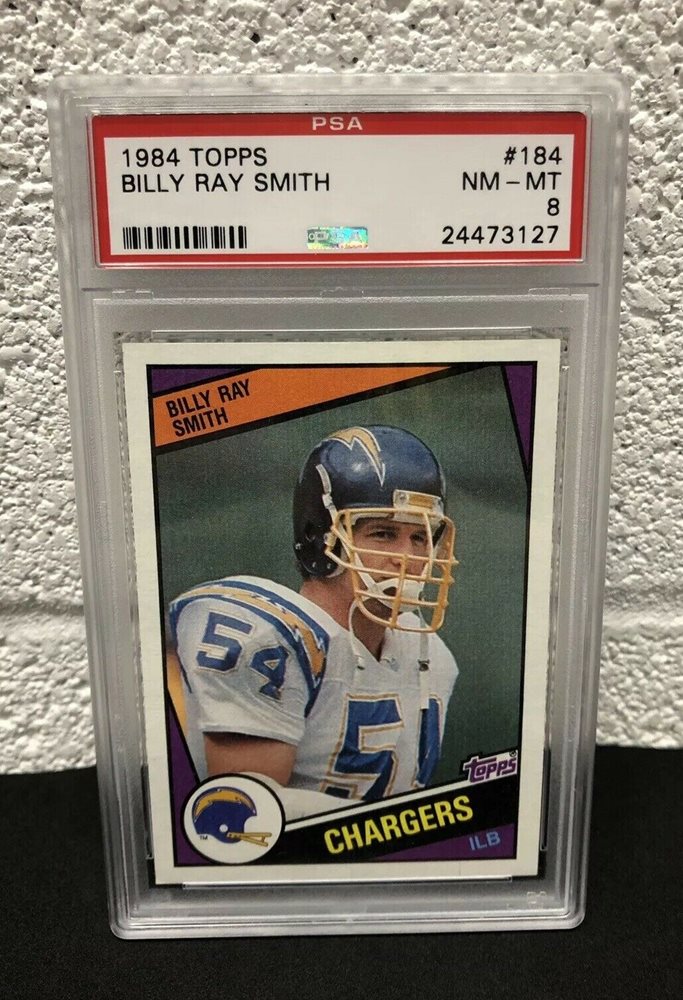 PSA
1984 TOPPS #184
BILLY RAY SMITH NM-MT
8
24473127
BILLY RAY
SMITH
54
54
topps
CHARGERS
ILB
TM